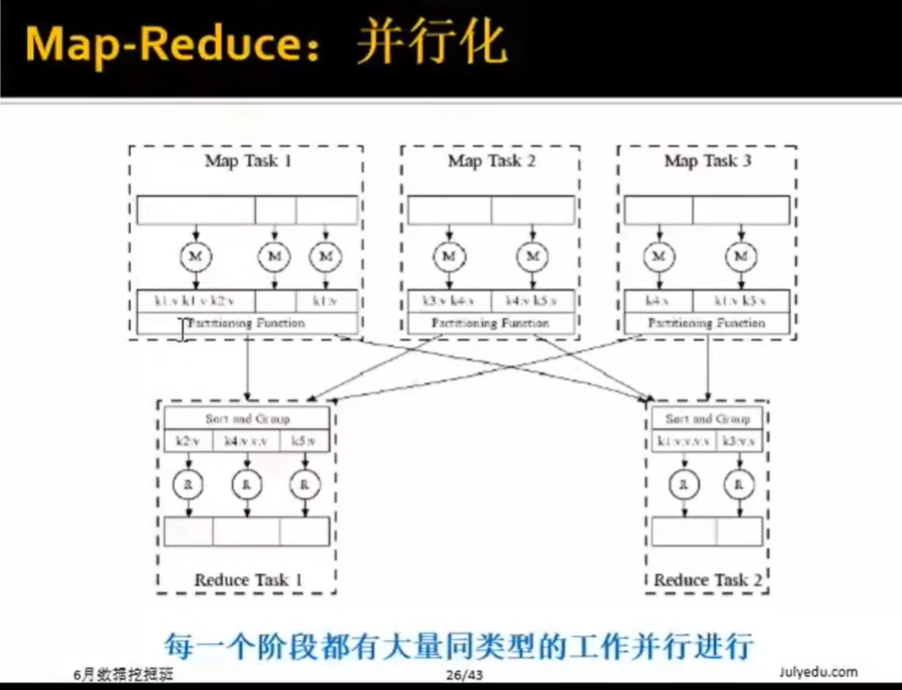 Map-Reduce：并行化
Map Task 1
Map Task 2
Map Task 3
M
M
M
M
M
M
M
k1:v k1:v k2:v
k1:v
k3:v k4:v
k4:v k5:v
k4:v
k1:v k3:v
Partitioning Function
Partitioning Function
Partitioning Function
Sort and Group
Sort and Group
k2:v
k4:v.v.v
k5:v
k1:v.v.v.v
k3:v.v
R
R
R
R
R
Reduce Task 1
Reduce Task 2
每一个阶段都有大量同类型的工作并行进行
6月数据挖掘班
26/43
Julyedu.com